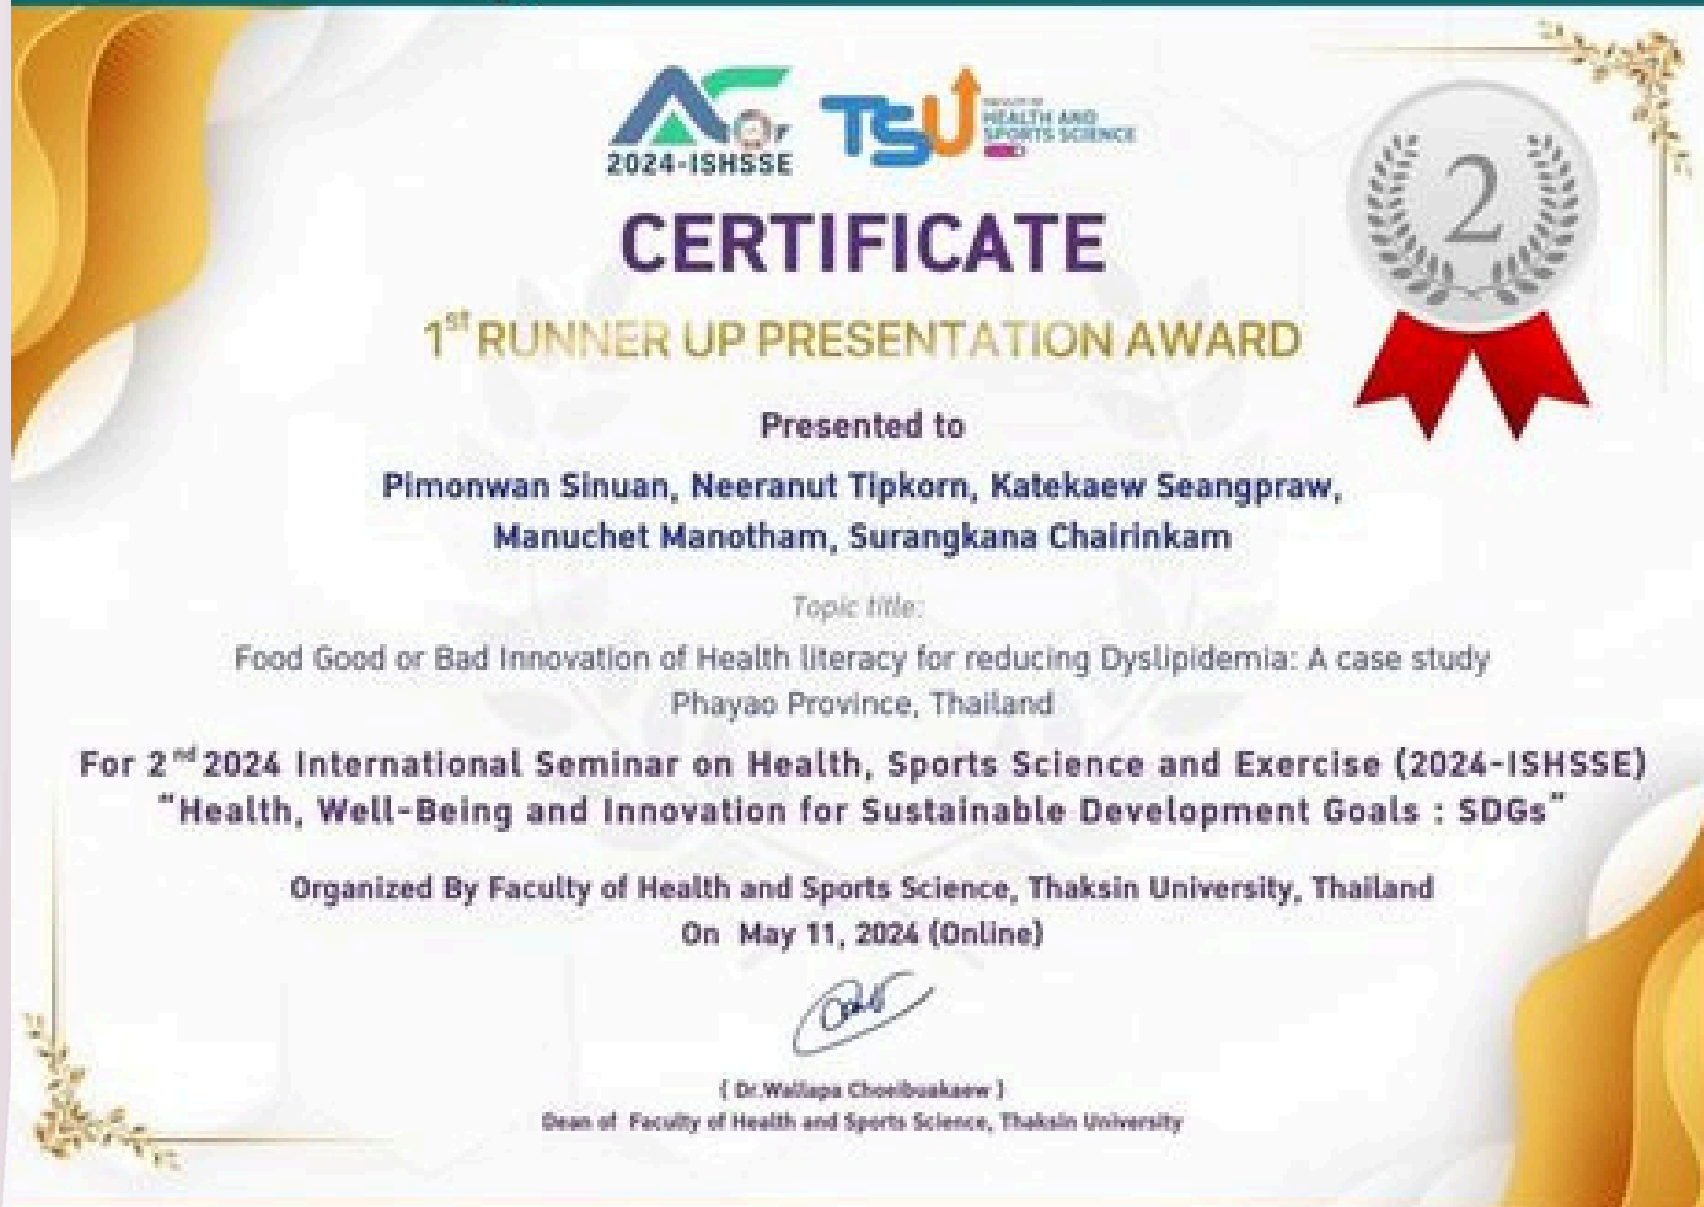 2024-ISHSSE
TSU
HEALTH AND
SPORTS SCIENCE
2
CERTIFICATE
1st RUNNER UP PRESENTATION AWARD
Presented to
Pimonwan Sinuan, Neeranut Tipkorn, Katekaew Seangpraw,
Manuchet Manotham, Surangkana Chairinkam
Topic title:
Food Good or Bad Innovation of Health literacy for reducing Dyslipidemia: A case study
Phayao Province, Thailand
For 2nd 2024 International Seminar on Health, Sports Science and Exercise (2024-ISHSSE)
"Health, Well-Being and Innovation for Sustainable Development Goals : SDGs"
Organized By Faculty of Health and Sports Science, Thaksin University, Thailand
On May 11, 2024 (Online)
( Dr.Wallapa Choeibuakaew )
Dean of Faculty of Health and Sports Science, Thaksin University